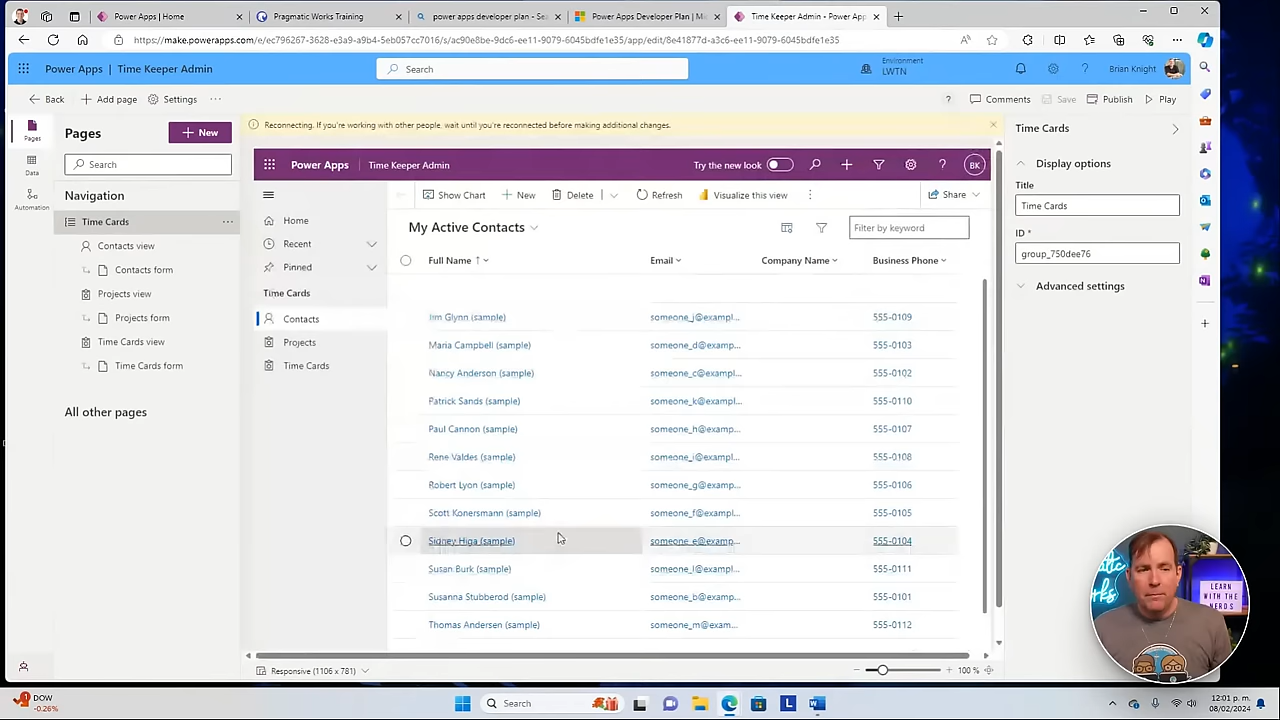 Power Apps | Home
Pragmatic Works Training
power apps developer plan - Se
Power Apps Developer Plan | M
Time Keeper Admin - Power App
https://make.powerapps.com/e/ec796267-3628-e3a9-a9b4-5eb057cc7016/s/ac90e8be-9dc6-ee11-9079-6045bdfe1e35/app/edit/8e41877d-a3c6-ee11-9079-6045bdfe1e35
Power Apps | Time Keeper Admin
Search
Environment
LWTN
Brian Knight
Back
Add page
Settings
Comments
Save
Publish
Play
Pages
Data
Automation
Pages
New
Search
Navigation
Time Cards
Contacts view
Contacts form
Projects view
Projects form
Time Cards view
Time Cards form
All other pages
Reconnecting. If you're working with other people, wait until you're reconnected before making additional changes.
Power Apps
Time Keeper Admin
Try the new look
BK
Show Chart
New
Delete
Refresh
Visualize this view
Share
Home
Recent
Pinned
Time Cards
Contacts
Projects
Time Cards
My Active Contacts
Filter by keyword
Full Name ↑ Email Company Name Business Phone
Jim Glynn (sample) someone_j@exampl... 555-0109
Maria Campbell (sample) someone_d@exampl... 555-0103
Nancy Anderson (sample) someone_c@exampl... 555-0102
Patrick Sands (sample) someone_k@exampl... 555-0110
Paul Cannon (sample) someone_h@exampl... 555-0107
Rene Valdes (sample) someone_i@exampl... 555-0108
Robert Lyon (sample) someone_g@examp... 555-0106
Scott Konersmann (sample) someone_f@exampl... 555-0105
Sidney Higa (sample) someone_e@examp... 555-0104
Susan Burk (sample) someone_l@exampl... 555-0111
Susanna Stubberod (sample) someone_b@exampl... 555-0101
Thomas Andersen (sample) someone_m@exam... 555-0112
Responsive (1106 x 781)
100 %
Time Cards
Display options
Title
Time Cards
ID *
group_750dee76
Advanced settings
LEARN
WITH THE
NERDS
DOW
-0.26%
Search
12:01 p.m.
08/02/2024